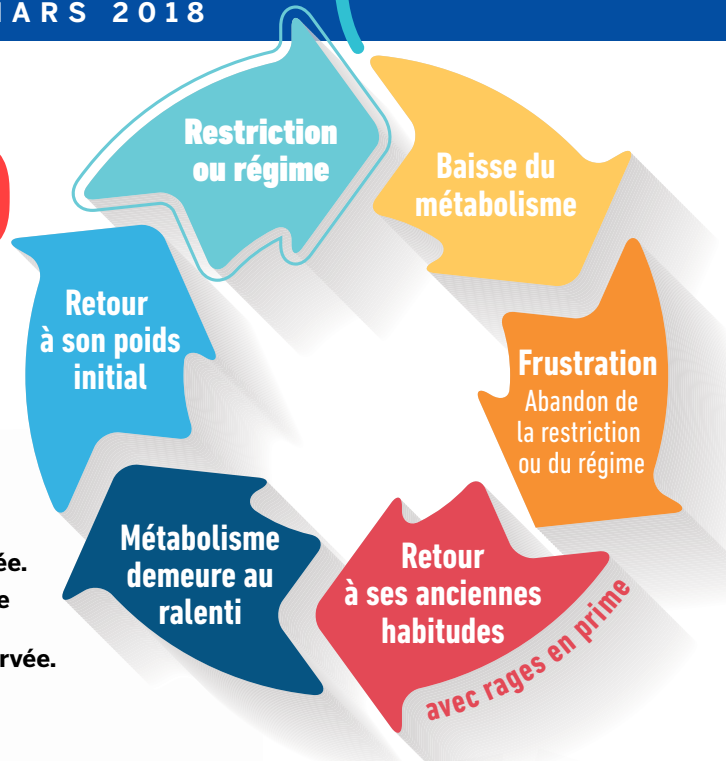 MARS 2018
Restriction
ou régime
Baisse du
métabolisme
Frustration
Abandon de
la restriction
ou du régime
Retour
à ses anciennes
habitudes
avec rages en prime
Métabolisme
demeure au
ralenti
Retour
à son poids
initial